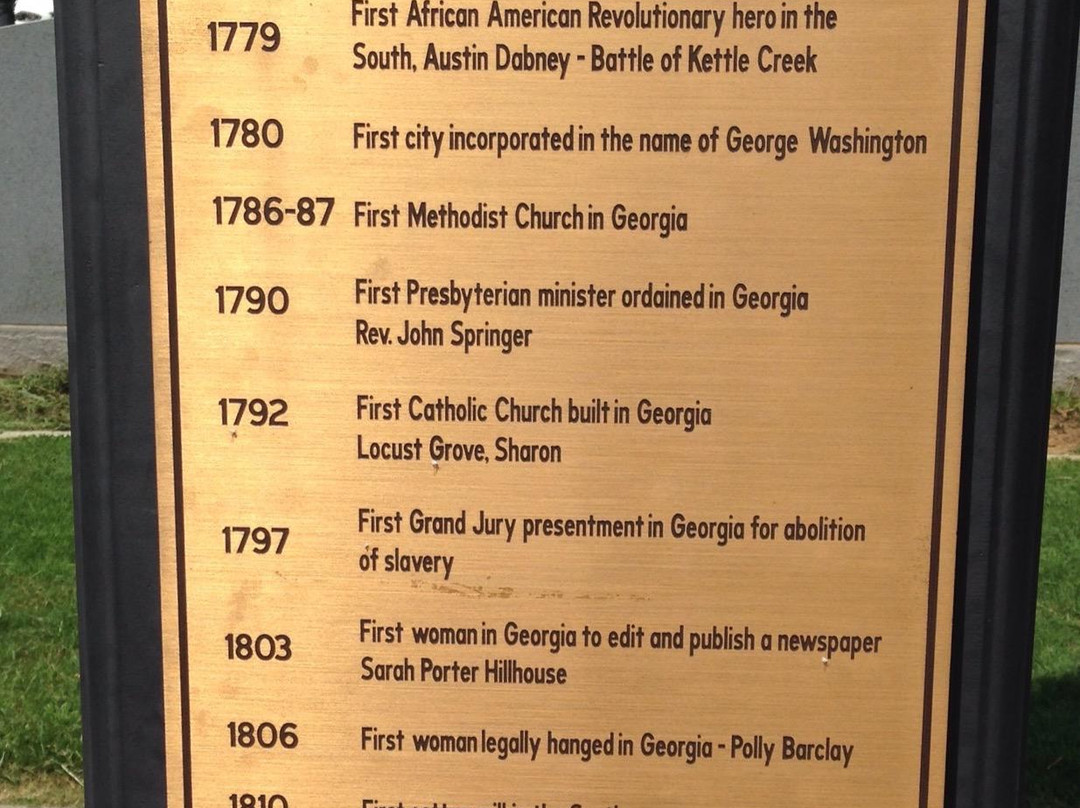 1779 First African American Revolutionary hero in the
South, Austin Dabney - Battle of Kettle Creek
1780 First city incorporated in the name of George Washington
1786-87 First Methodist Church in Georgia
1790 First Presbyterian minister ordained in Georgia
Rev. John Springer
1792 First Catholic Church built in Georgia
Locust Grove, Sharon
1797 First Grand Jury presentment in Georgia for abolition
of slavery
1803 First woman in Georgia to edit and publish a newspaper
Sarah Porter Hillhouse
1806 First woman legally hanged in Georgia - Polly Barclay
1810 First